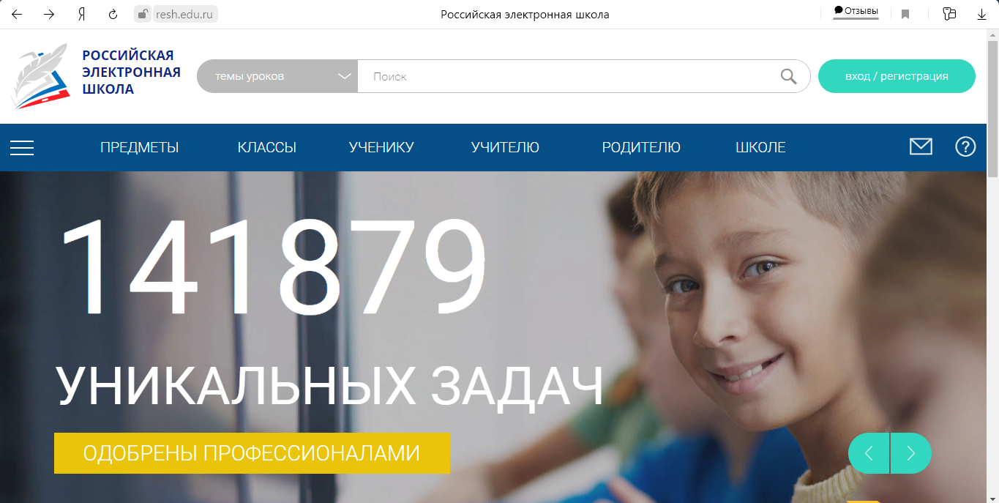 Я
resh.edu.ru
Российская электронная школа
Отзывы
РОССИЙСКАЯ
ЭЛЕКТРОННАЯ
ШКОЛА
темы уроков
Поиск
вход / регистрация
ПРЕДМЕТЫ
КЛАССЫ
УЧЕНИКУ
УЧИТЕЛЮ
РОДИТЕЛЮ
ШКОЛЕ
?
141879
УНИКАЛЬНЫХ ЗАДАЧ
ОДОБРЕНЫ ПРОФЕССИОНАЛАМИ